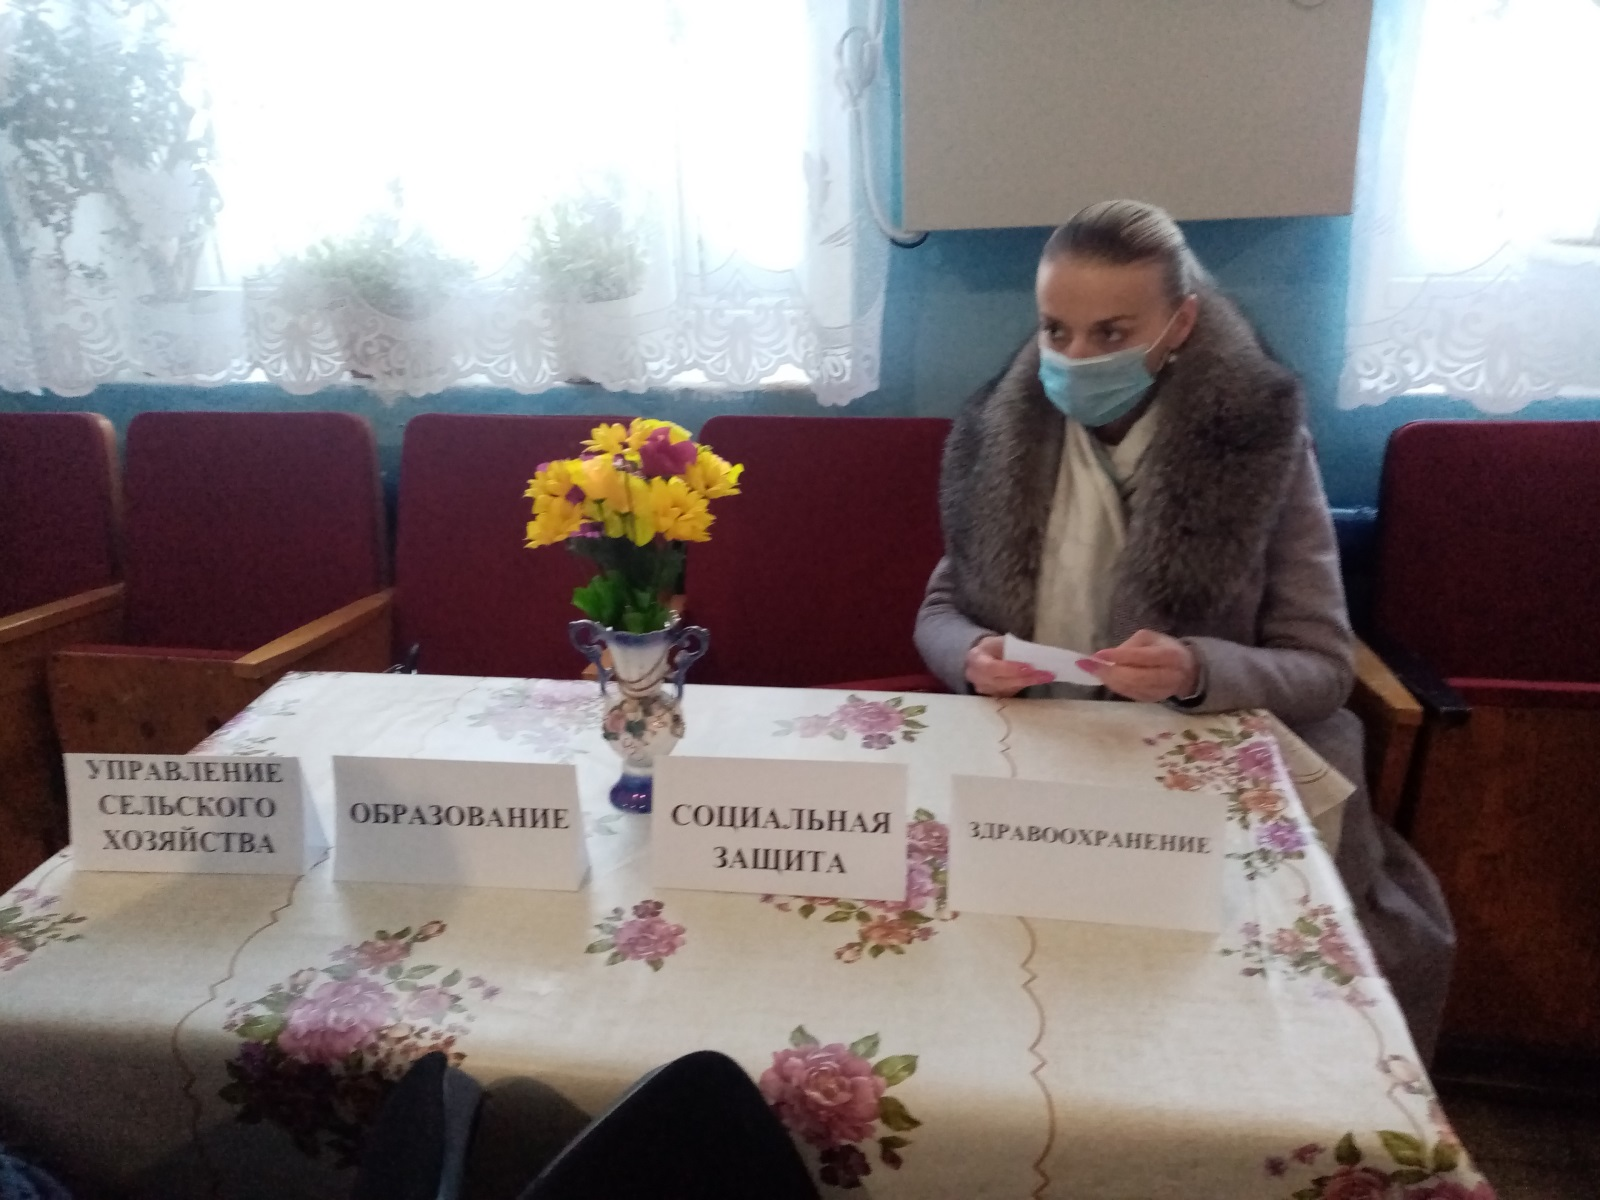 УПРАВЛЕНИЕ
СЕЛЬСКОГО
ХОЗЯЙСТВА
ОБРАЗОВАНИЕ
СОЦИАЛЬНАЯ
ЗАЩИТА
ЗДРАВООХРАНЕНИЕ